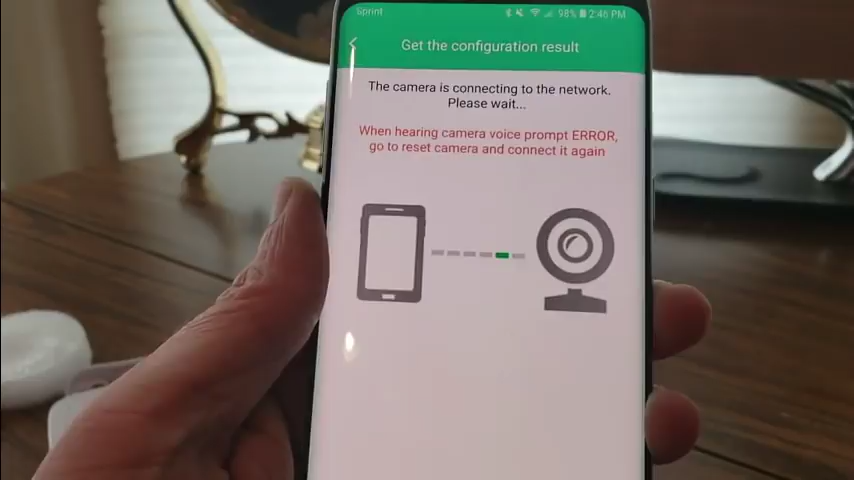 Sprint 98% 2:46 PM
Get the configuration result
The camera is connecting to the network.
Please wait...
When hearing camera voice prompt ERROR,
go to reset camera and connect it again